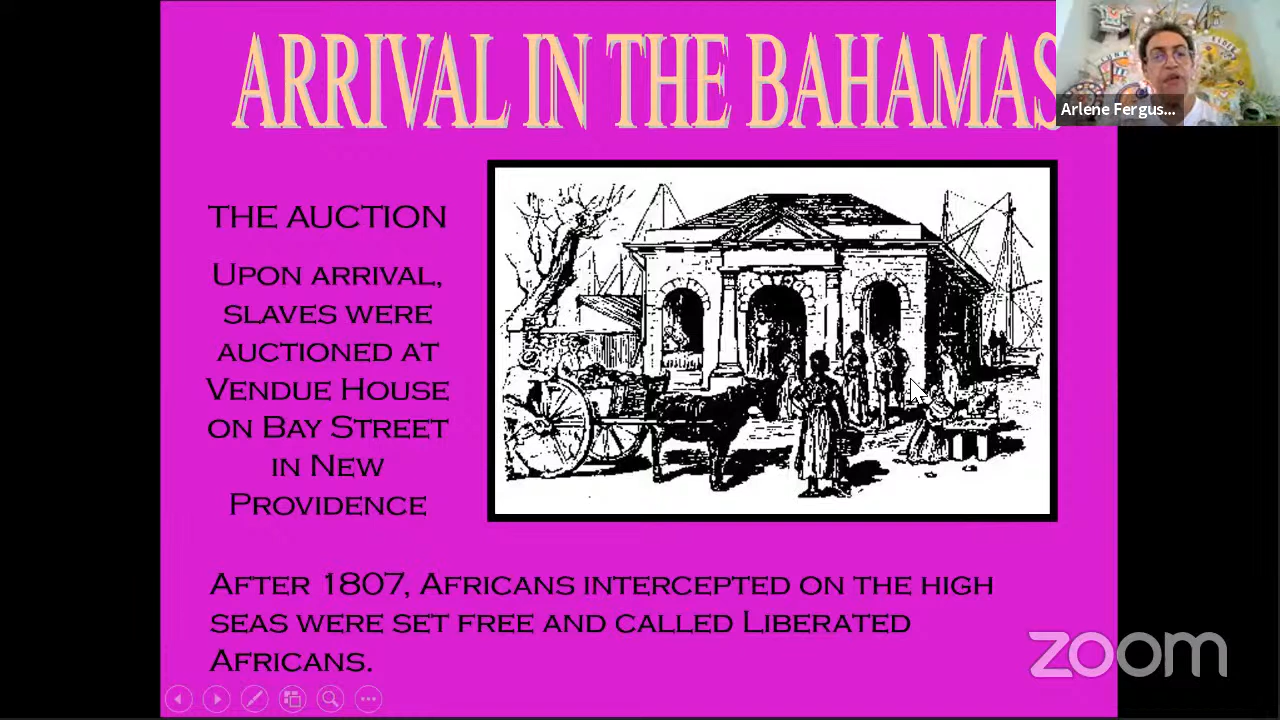 ARRIVAL IN THE BAHAMAS
Arlene Fergus...
THE AUCTION
UPON ARRIVAL,
SLAVES WERE
AUCTIONED AT
VENDUE HOUSE
ON BAY STREET
IN NEW
PROVIDENCE
AFTER 1807, AFRICANS INTERCEPTED ON THE HIGH
SEAS WERE SET FREE AND CALLED LIBERATED
AFRICANS.
zoom